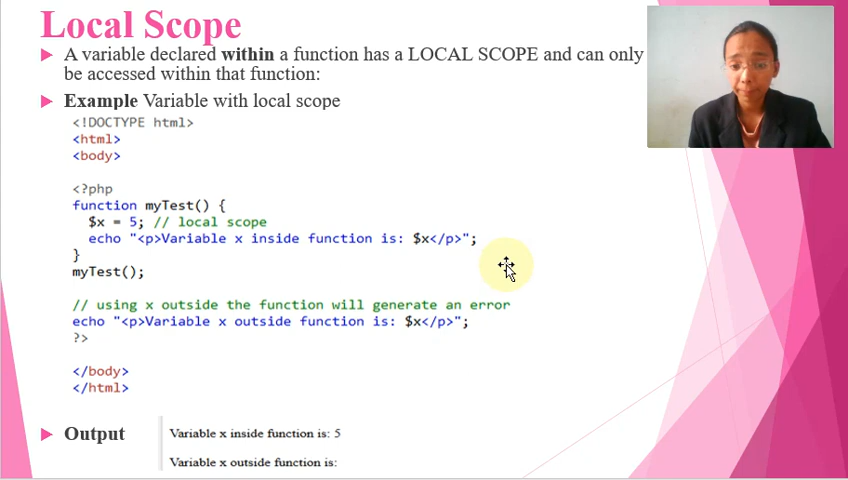 Local Scope
A variable declared within a function has a LOCAL SCOPE and can only
be accessed within that function:
Example Variable with local scope
<!DOCTYPE html>
<html>
<body>
<?php
function myTest() {
$x = 5; // local scope
echo "<p>Variable x inside function is: $x</p>";
}
myTest();
// using x outside the function will generate an error
echo "<p>Variable x outside function is: $x</p>";
?>
</body>
</html>
Output
Variable x inside function is: 5
Variable x outside function is: